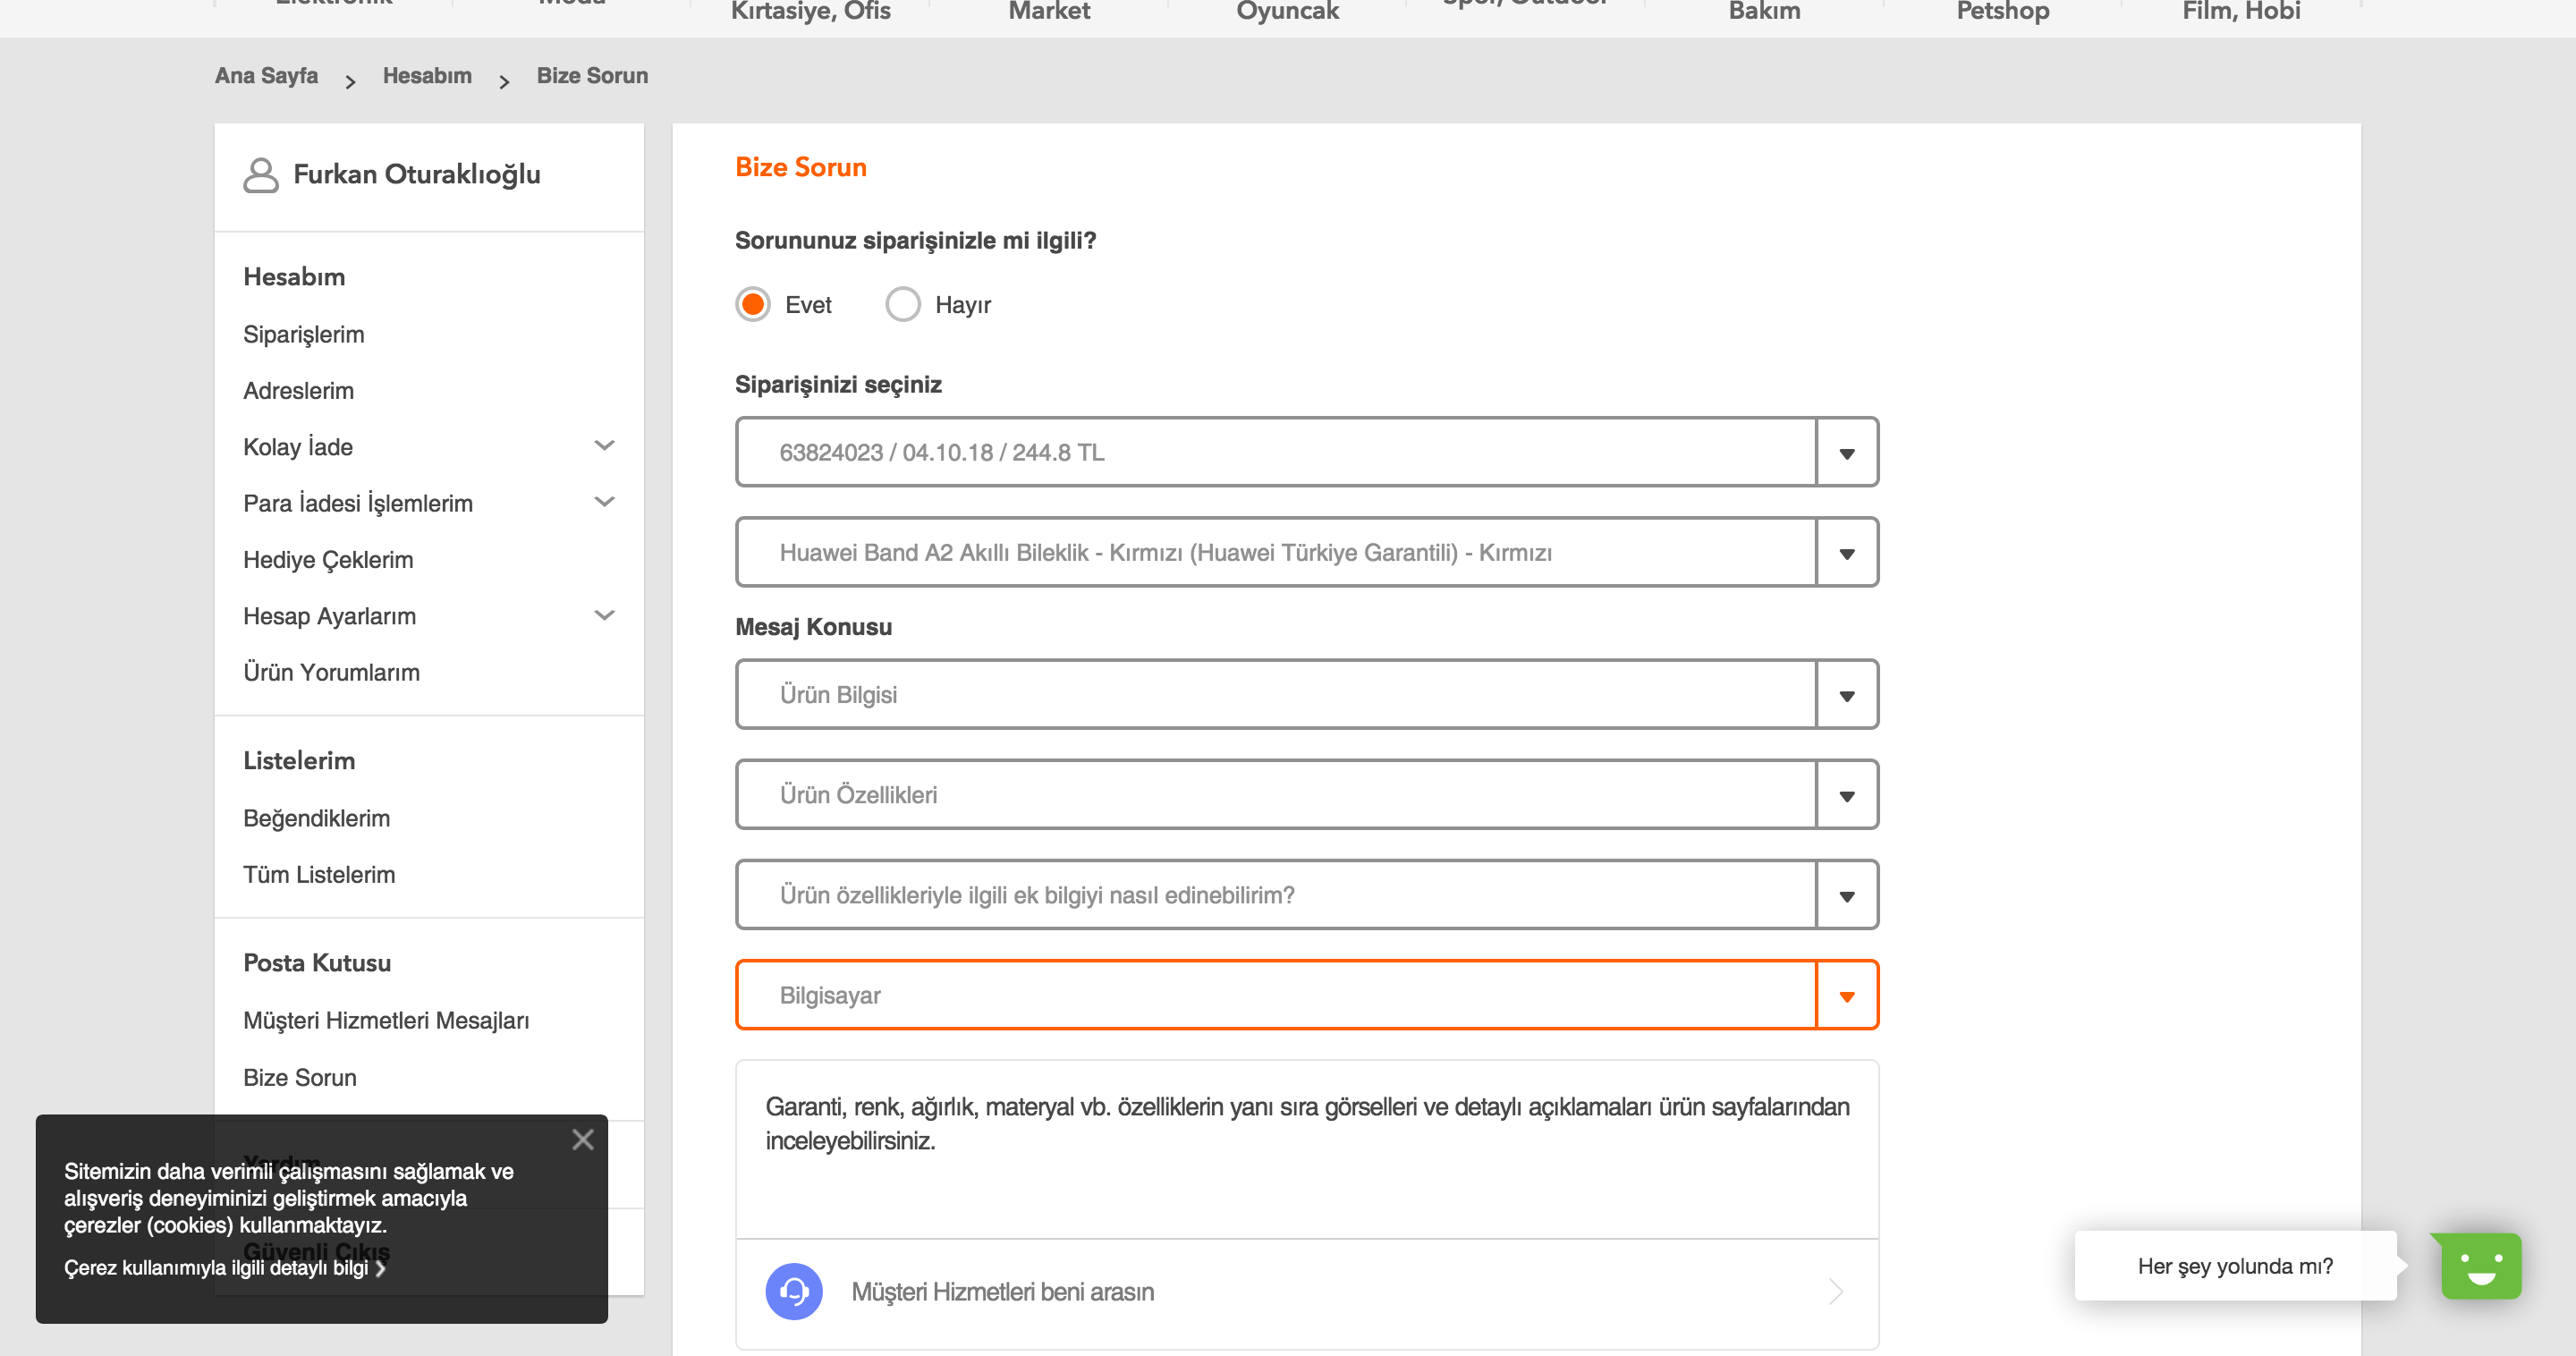 Elektronik
Moda
Kırtasiye, Ofis
Market
Oyuncak
Spor, Outdoor
Bakım
Petshop
Film, Hobi
Ana Sayfa > Hesabım > Bize Sorun
Furkan Oturaklıoğlu
Hesabım
Siparişlerim
Adreslerim
Kolay İade
Para İadesi İşlemlerim
Hediye Çeklerim
Hesap Ayarlarım
Ürün Yorumlarım
Listelerim
Beğendiklerim
Tüm Listelerim
Posta Kutusu
Müşteri Hizmetleri Mesajları
Bize Sorun
Yardım
Güvenli Çıkış
Sitemizin daha verimli çalışmasını sağlamak ve
alışveriş deneyiminizi geliştirmek amacıyla
çerezler (cookies) kullanmaktayız.
Çerez kullanımıyla ilgili detaylı bilgi >
Bize Sorun
Sorununuz siparişinizle mi ilgili?
Evet Hayır
Siparişinizi seçiniz
63824023 / 04.10.18 / 244.8 TL
Huawei Band A2 Akıllı Bileklik - Kırmızı (Huawei Türkiye Garantili) - Kırmızı
Mesaj Konusu
Ürün Bilgisi
Ürün Özellikleri
Ürün özellikleriyle ilgili ek bilgiyi nasıl edinebilirim?
Bilgisayar
Garanti, renk, ağırlık, materyal vb. özelliklerin yanı sıra görselleri ve detaylı açıklamaları ürün sayfalarından
inceleyebilirsiniz.
Müşteri Hizmetleri beni arasın
Her şey yolunda mı?